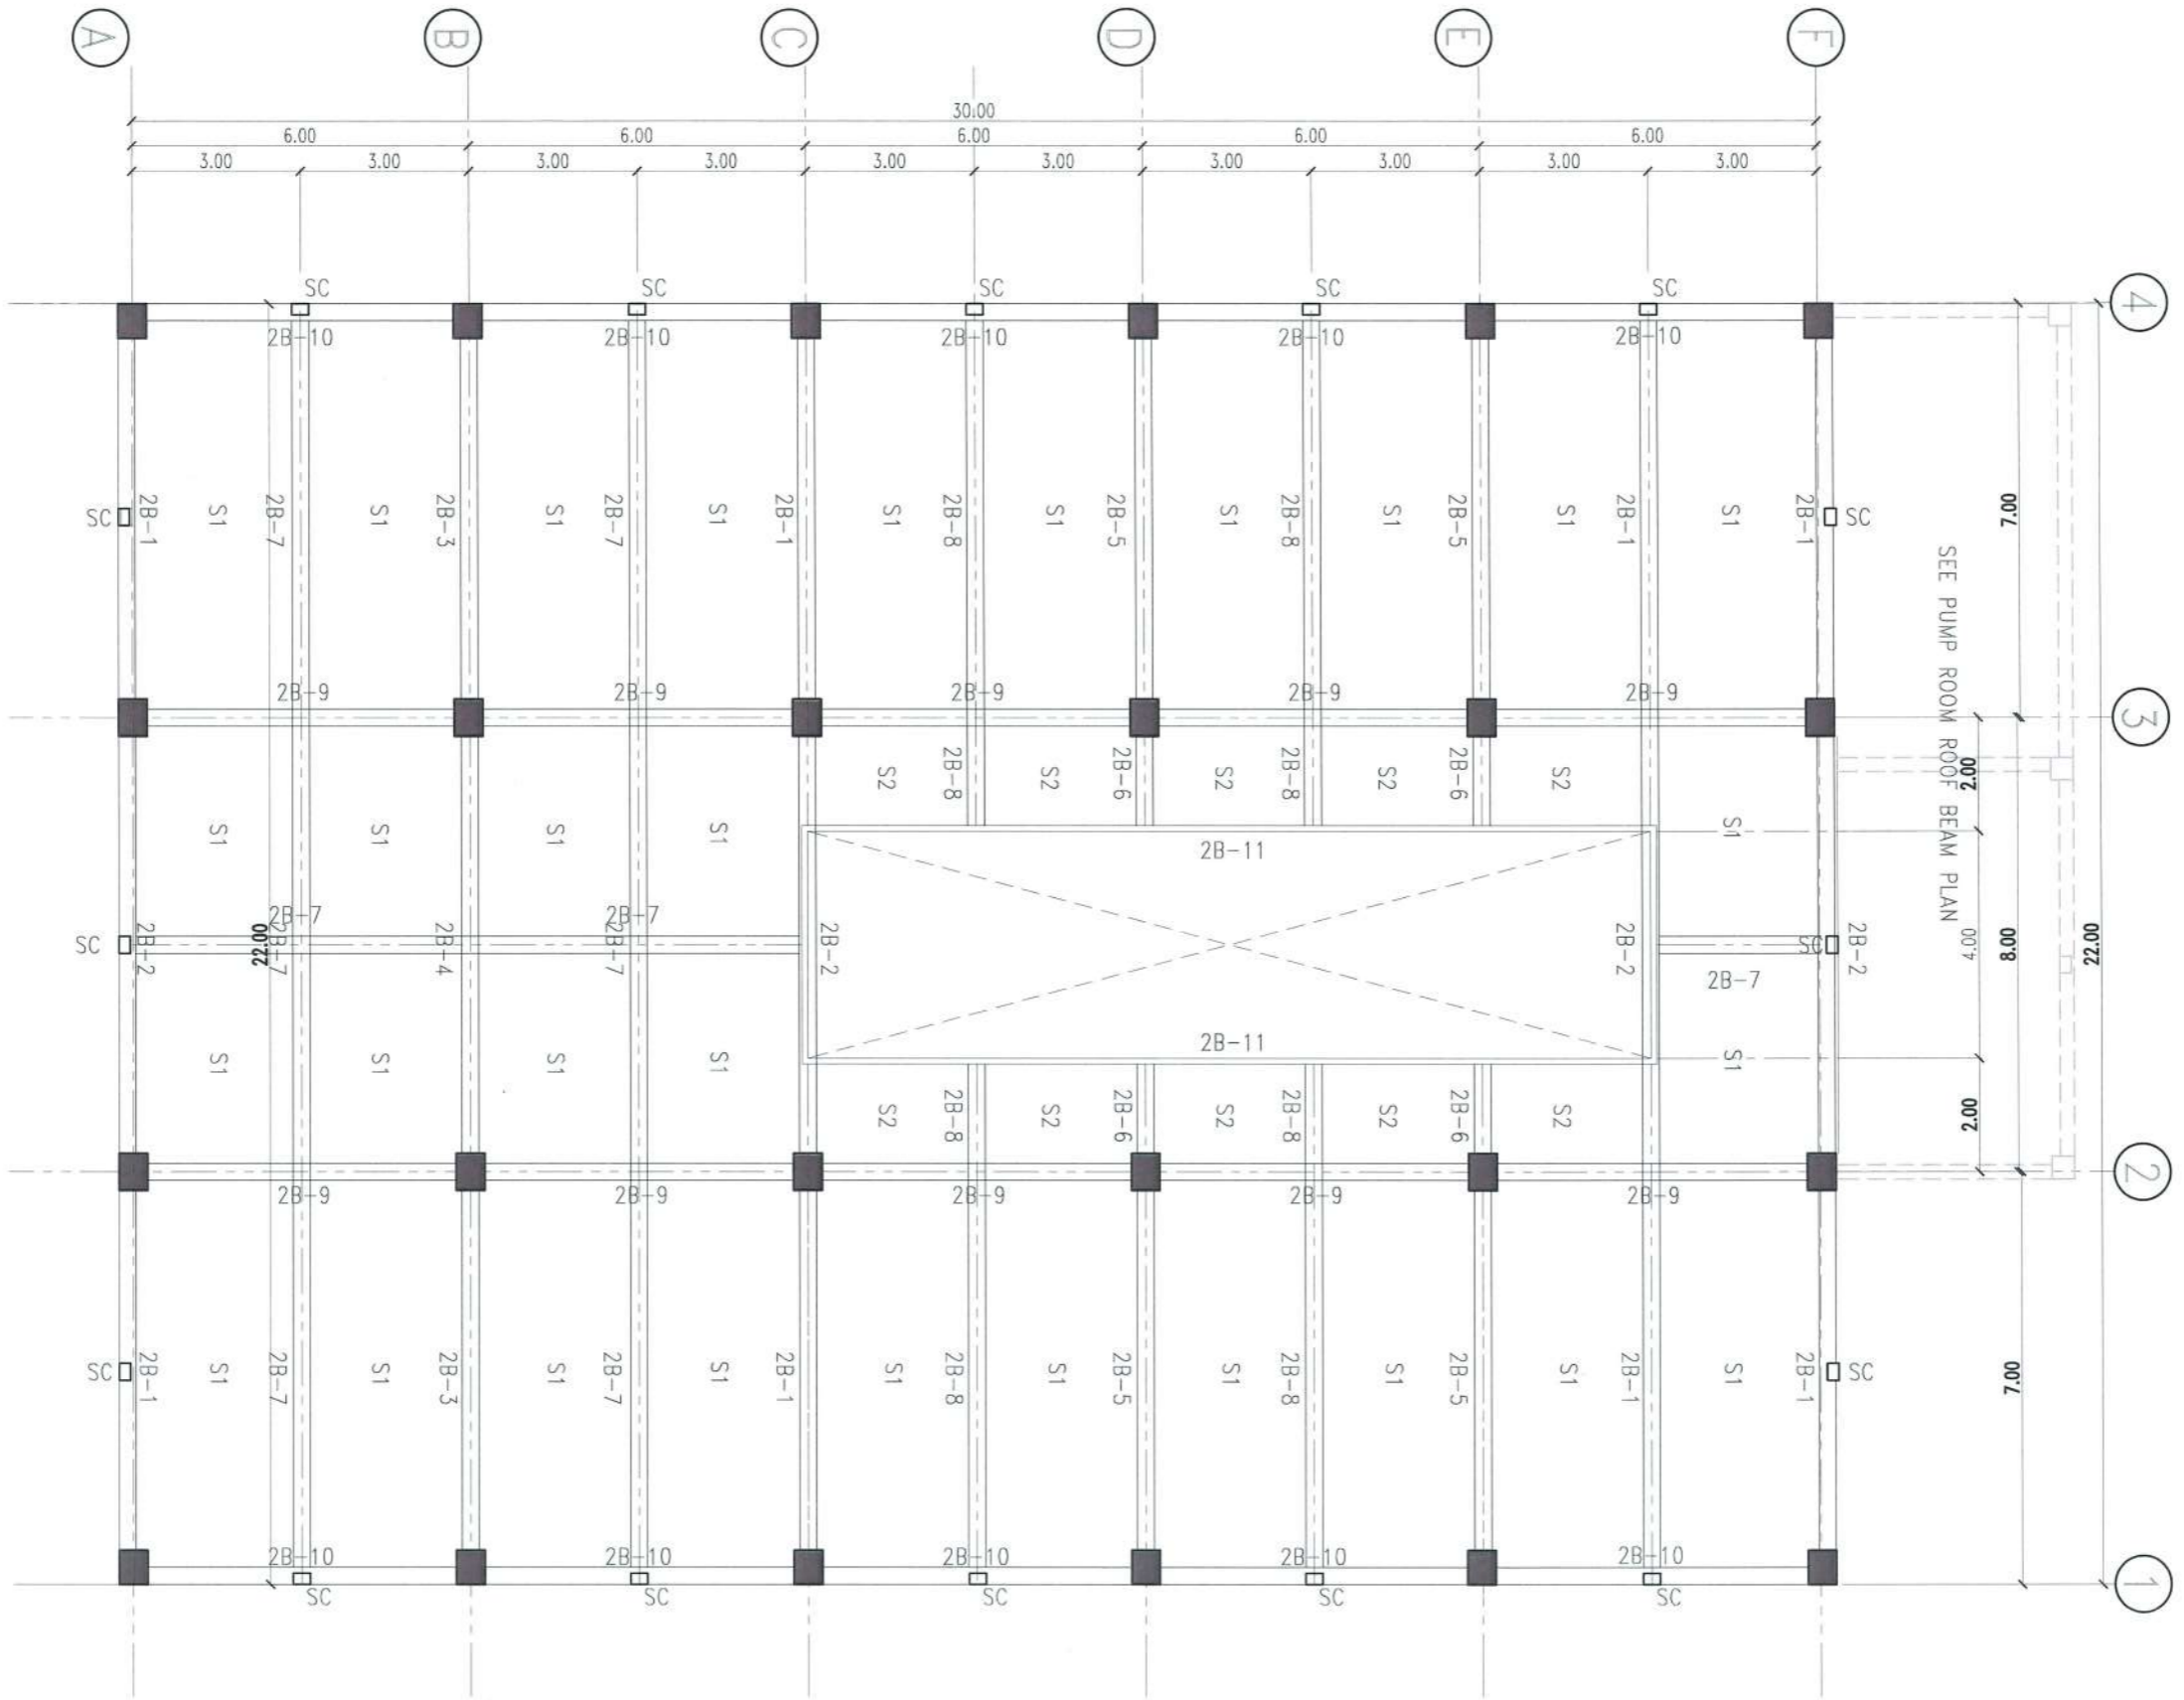 A B C D E F
30.00
6.00 6.00 6.00 6.00 6.00
3.00 3.00 3.00 3.00 3.00 3.00 3.00 3.00 3.00 3.00
SC SC SC SC SC
4
2B-10 2B-10 2B-10 2B-10 2B-10
SC 2B-1 S1 2B-7 S1 2B-3 S1 2B-7 S1 2B-1 S1 2B-8 S1 2B-5 S1 2B-8 S1 2B-5 S1 2B-1 S1 2B-1 SC
7.00
SEE PUMP ROOM ROOF BEAM PLAN
2B-9 2B-9 2B-9 2B-9 2B-9
3
S2 2B-8 S2 2B-6 S2 2B-8 S2 2B-6 S2
2.00
S1 S1 S1 S1 S1
2B-11
2B-7 2B-7
SC 2B-2 22.00 2B-7 2B-4 2B-7 2B-2 2B-2 SC 2B-2
4.00 8.00 22.00
2B-7
2B-11
S1 S1 S1 S1 S1
S2 2B-8 S2 2B-6 S2 2B-8 S2 2B-6 S2
2.00
2
2B-9 2B-9 2B-9 2B-9 2B-9
SC 2B-1 S1 2B-7 S1 2B-3 S1 2B-7 S1 2B-1 S1 2B-8 S1 2B-5 S1 2B-8 S1 2B-5 S1 2B-1 S1 2B-1 SC
7.00
2B-10 2B-10 2B-10 2B-10 2B-10
1
SC SC SC SC SC